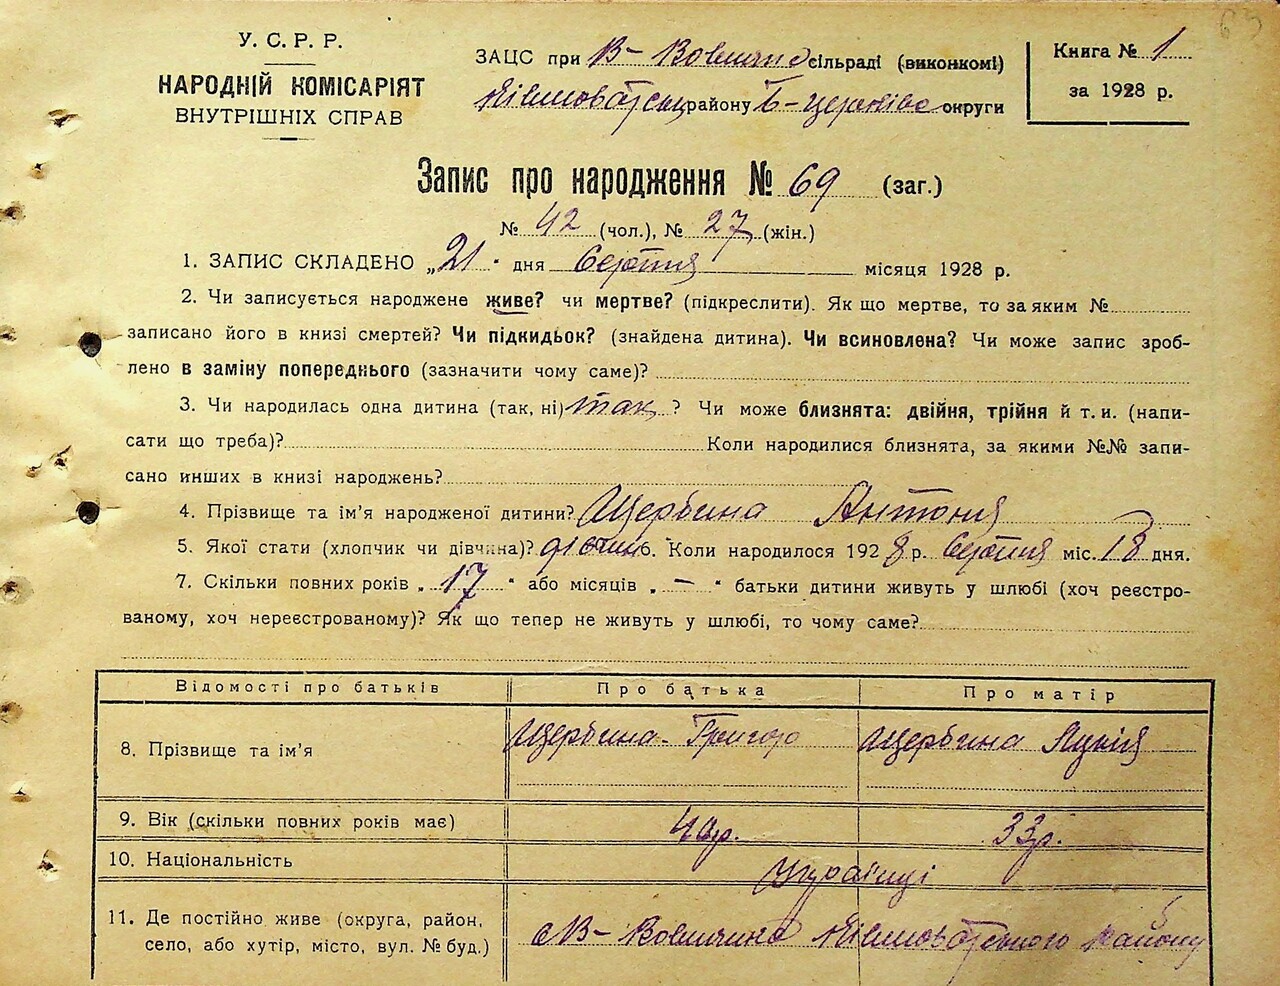 63
У. С. Р. Р.
НАРОДНІЙ КОМІСАРІЯТ
ВНУТРІШНІХ СПРАВ
ЗАЦС при В- сільраді (виконкомі)
району Б-церківс округи
Книга № 1
за 1928 р.
Запис про народження № 69 (заг.)
№ 42 (чол.), № 27 (жін.)
1. ЗАПИС СКЛАДЕНО „21" дня Серпня місяця 1928 р.
2. Чи записується народжене живе? чи мертве? (підкреслити). Як що мертве, то за яким №
записано його в книзі смертей? Чи підкидьок? (знайдена дитина). Чи всиновлена? Чи може запис зроб-
лено в заміну попереднього (зазначити чому саме)?
3. Чи народилась одна дитина (так, ні) так ? Чи може близнята: двійня, трійня й т. и. (напи-
сати що треба)? Коли народилися близнята, за якими №№ запи-
сано инших в книзі народжень?
4. Прізвище та ім'я народженої дитини? Щербина Антоня
5. Якої стати (хлопчик чи дівчина)? дівчин 6. Коли народилося 1928 р. Серпня міс. 18 дня.
7. Скільки повних років „17" або місяців „—" батьки дитини живуть у шлюбі (хоч реєстро-
ваному, хоч нереєстрованому)? Як що тепер не живуть у шлюбі, то чому саме?
Відомості про батьків Про батька Про матір
8. Прізвище та ім'я Щербина Григор Щербина Лукія
9. Вік (скільки повних років має) 33р.
10. Національність Українці
11. Де постійно живе (округа, район,
село, або хутір, місто, вул. № буд.) району